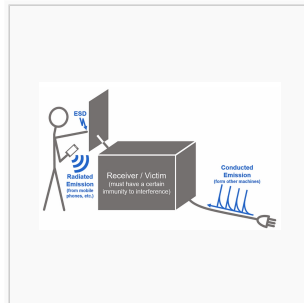 ESD
Radiated
Emission
(from mobile
phones, etc.)
Receiver / Victim
(must have a certain
immunity to interference)
Conducted
Emission
(form other machines)